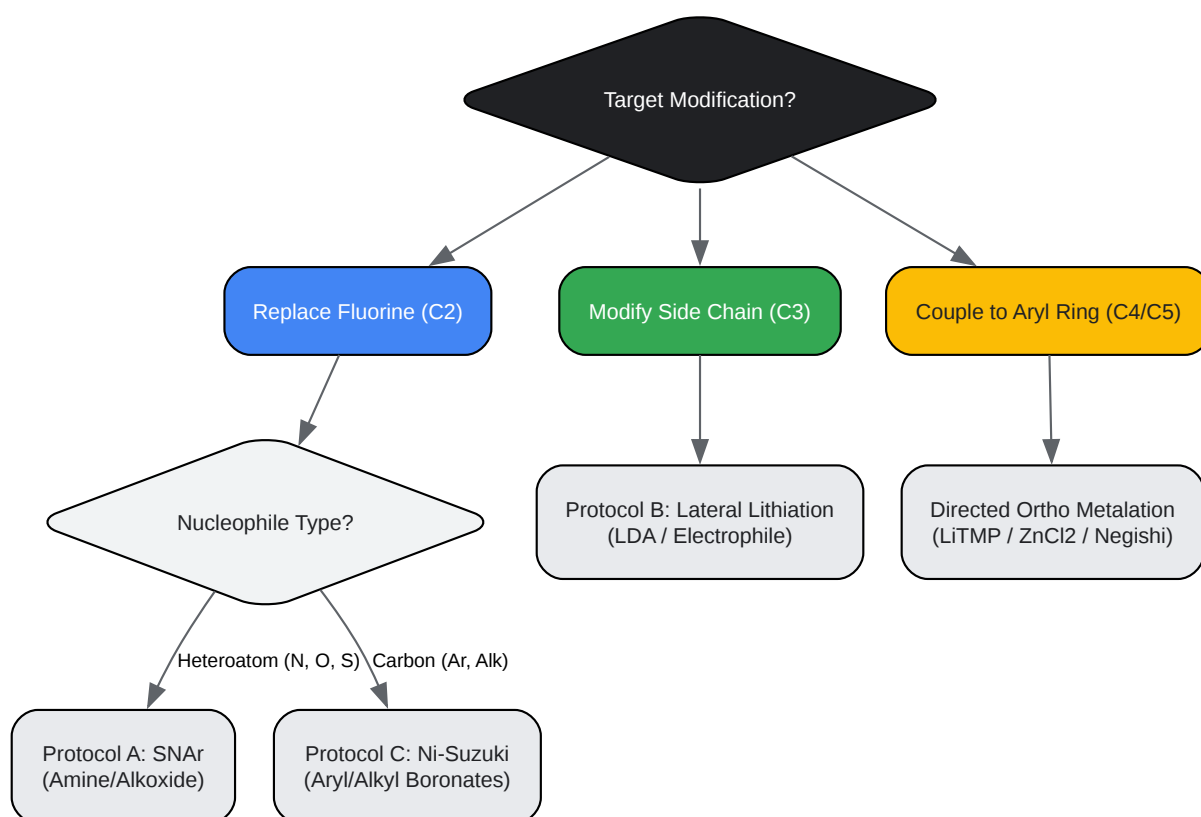 Target Modification?
Replace Fluorine (C2)
Modify Side Chain (C3)
Couple to Aryl Ring (C4/C5)
Nucleophile Type?
Protocol B: Lateral Lithiation
(LDA / Electrophile)
Directed Ortho Metalation
(LiTMP / ZnCl2 / Negishi)
Heteroatom (N, O, S)
Carbon (Ar, Alk)
Protocol A: SNAr
(Amine/Alkoxide)
Protocol C: Ni-Suzuki
(Aryl/Alkyl Boronates)